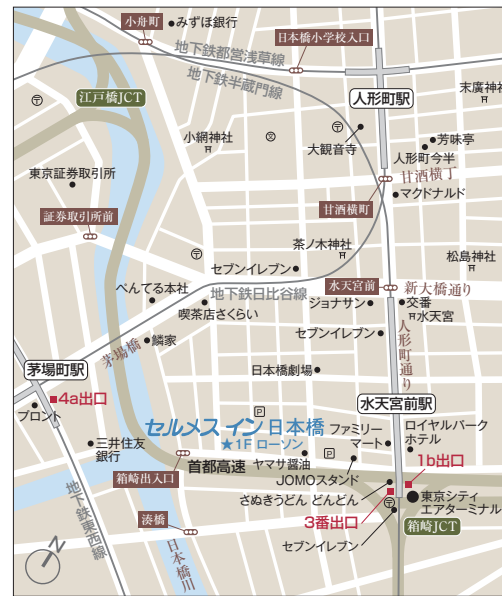 小舟町
みずほ銀行
地下鉄都営浅草線
日本橋小学校入口
地下鉄半蔵門線
江戸橋JCT
人形町駅
末廣神社
小網神社
大観音寺
芳味亭
人形町今半
甘酒横丁
東京証券取引所
マクドナルド
甘酒横町
証券取引所前
茶ノ木神社
松島神社
セブンイレブン
水天宮前
新大橋通り
ぺんてる本社
地下鉄日比谷線
喫茶店さくらい
ジョナサン
交番
水天宮
人形町通り
セブンイレブン
茅場橋
鱗家
茅場町駅
日本橋劇場
4a出口
プロント
P
水天宮前駅
セルメスイン日本橋
★1F ローソン
ファミリー
マート
ロイヤルパーク
ホテル
三井住友
銀行
箱崎出入口
首都高速
ヤマサ醤油
P
JOMOスタンド
1b出口
さぬきうどん どんどん
東京シティ
エアターミナル
3番出口
箱崎JCT
セブンイレブン
湊橋
地下鉄東西線
日本橋川
N